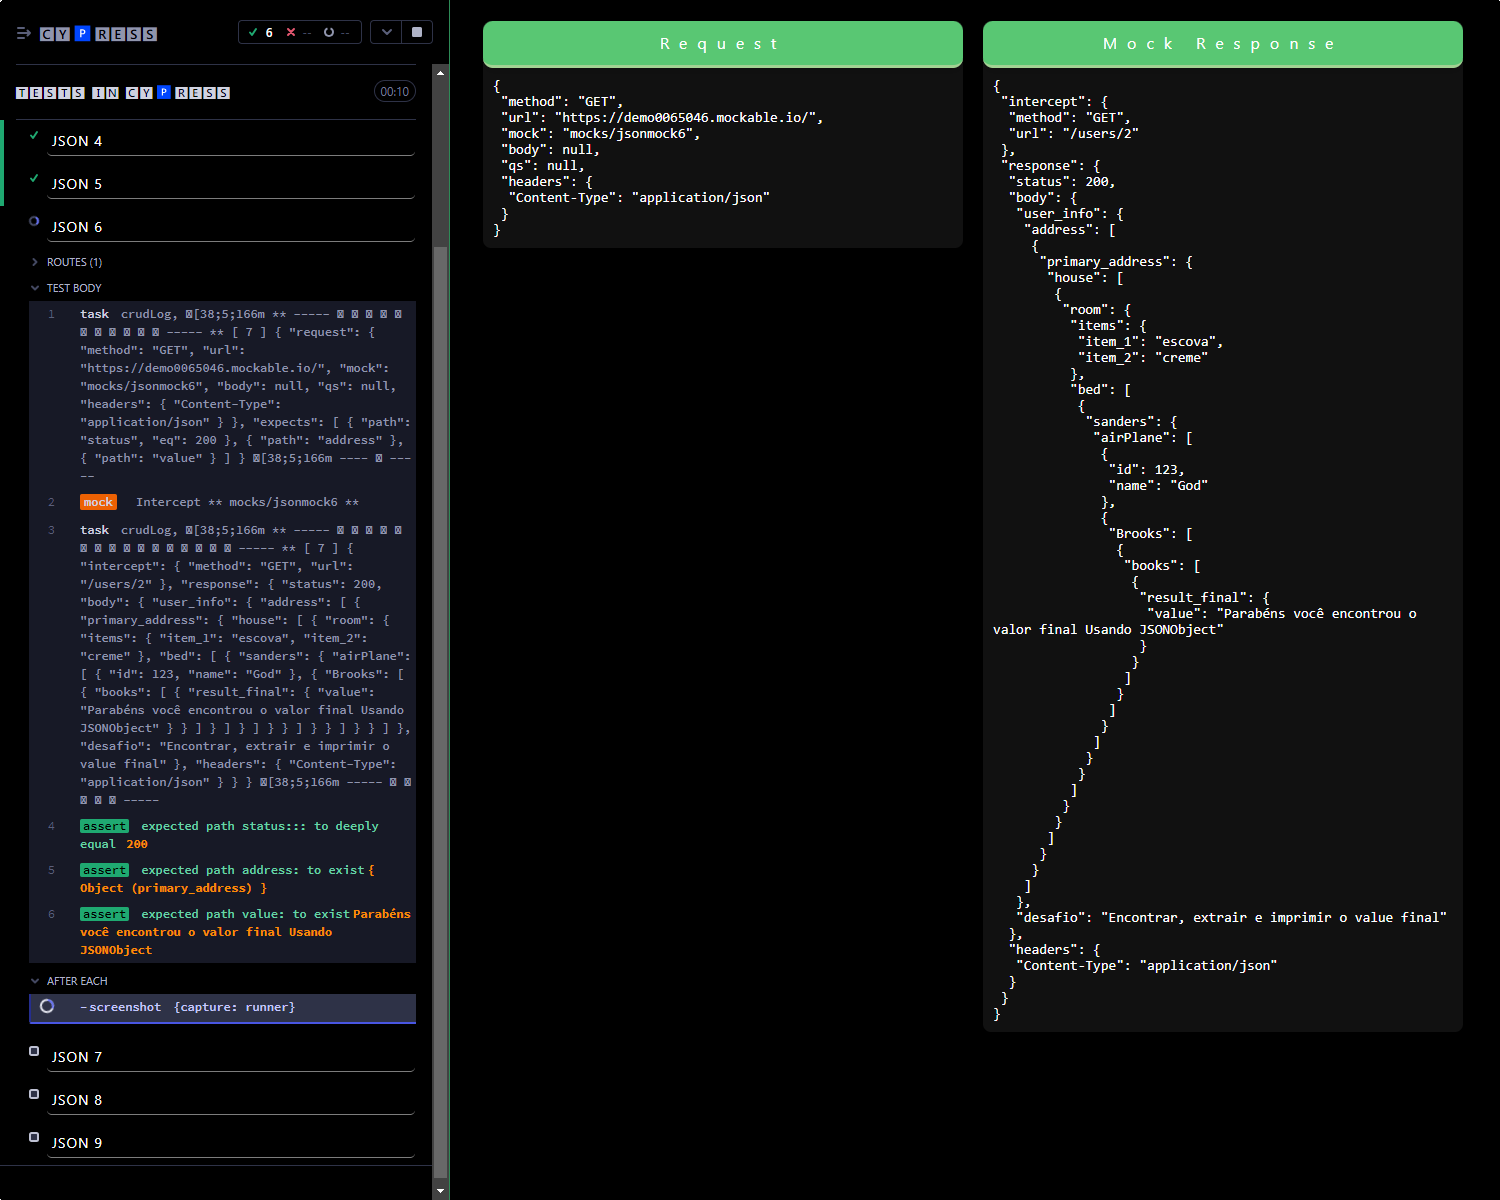 CYPRESS
6 -- --
TESTS IN CYPRESS
00:10
JSON 4
JSON 5
JSON 6
ROUTES (1)
TEST BODY
1 task crudLog, [38;5;166m ** -----
----- ** [ 7 ] { "request": {
"method": "GET", "url":
"https://demo0065046.mockable.io/", "mock":
"mocks/jsonmock6", "body": null, "qs": null,
"headers": { "Content-Type":
"application/json" } }, "expects": [ { "path":
"status", "eq": 200 }, { "path": "address" },
{ "path": "value" } ] } [38;5;166m ---- ---
--
2 mock Intercept ** mocks/jsonmock6 **
3 task crudLog, [38;5;166m ** -----
----- ** [ 7 ] {
"intercept": { "method": "GET", "url":
"/users/2" }, "response": { "status": 200,
"body": { "user_info": { "address": [ {
"primary_address": { "house": [ { "room": {
"items": { "item_1": "escova", "item_2":
"creme" }, "bed": [ { "sanders": { "airPlane":
[ { "id": 123, "name": "God" }, { "Brooks": [
{ "books": [ { "result_final": { "value":
"Parabéns você encontrou o valor final Usando
JSONObject" } } ] } ] } ] } } ] } } ] } } ] },
"desafio": "Encontrar, extrair e imprimir o
value final" }, "headers": { "Content-Type":
"application/json" } } } [38;5;166m -----
-----
4 assert expected path status::: to deeply
equal 200
5 assert expected path address: to exist {
Object (primary_address) }
6 assert expected path value: to exist Parabéns
você encontrou o valor final Usando
JSONObject
AFTER EACH
-screenshot {capture: runner}
JSON 7
JSON 8
JSON 9
Request
{
"method": "GET",
"url": "https://demo0065046.mockable.io/",
"mock": "mocks/jsonmock6",
"body": null,
"qs": null,
"headers": {
"Content-Type": "application/json"
}
}
Mock Response
{
"intercept": {
"method": "GET",
"url": "/users/2"
},
"response": {
"status": 200,
"body": {
"user_info": {
"address": [
{
"primary_address": {
"house": [
{
"room": {
"items": {
"item_1": "escova",
"item_2": "creme"
},
"bed": [
{
"sanders": {
"airPlane": [
{
"id": 123,
"name": "God"
},
{
"Brooks": [
{
"books": [
{
"result_final": {
"value": "Parabéns você encontrou o
valor final Usando JSONObject"
}
}
]
}
]
}
]
}
}
]
}
}
]
}
}
]
},
"desafio": "Encontrar, extrair e imprimir o value final"
},
"headers": {
"Content-Type": "application/json"
}
}
}